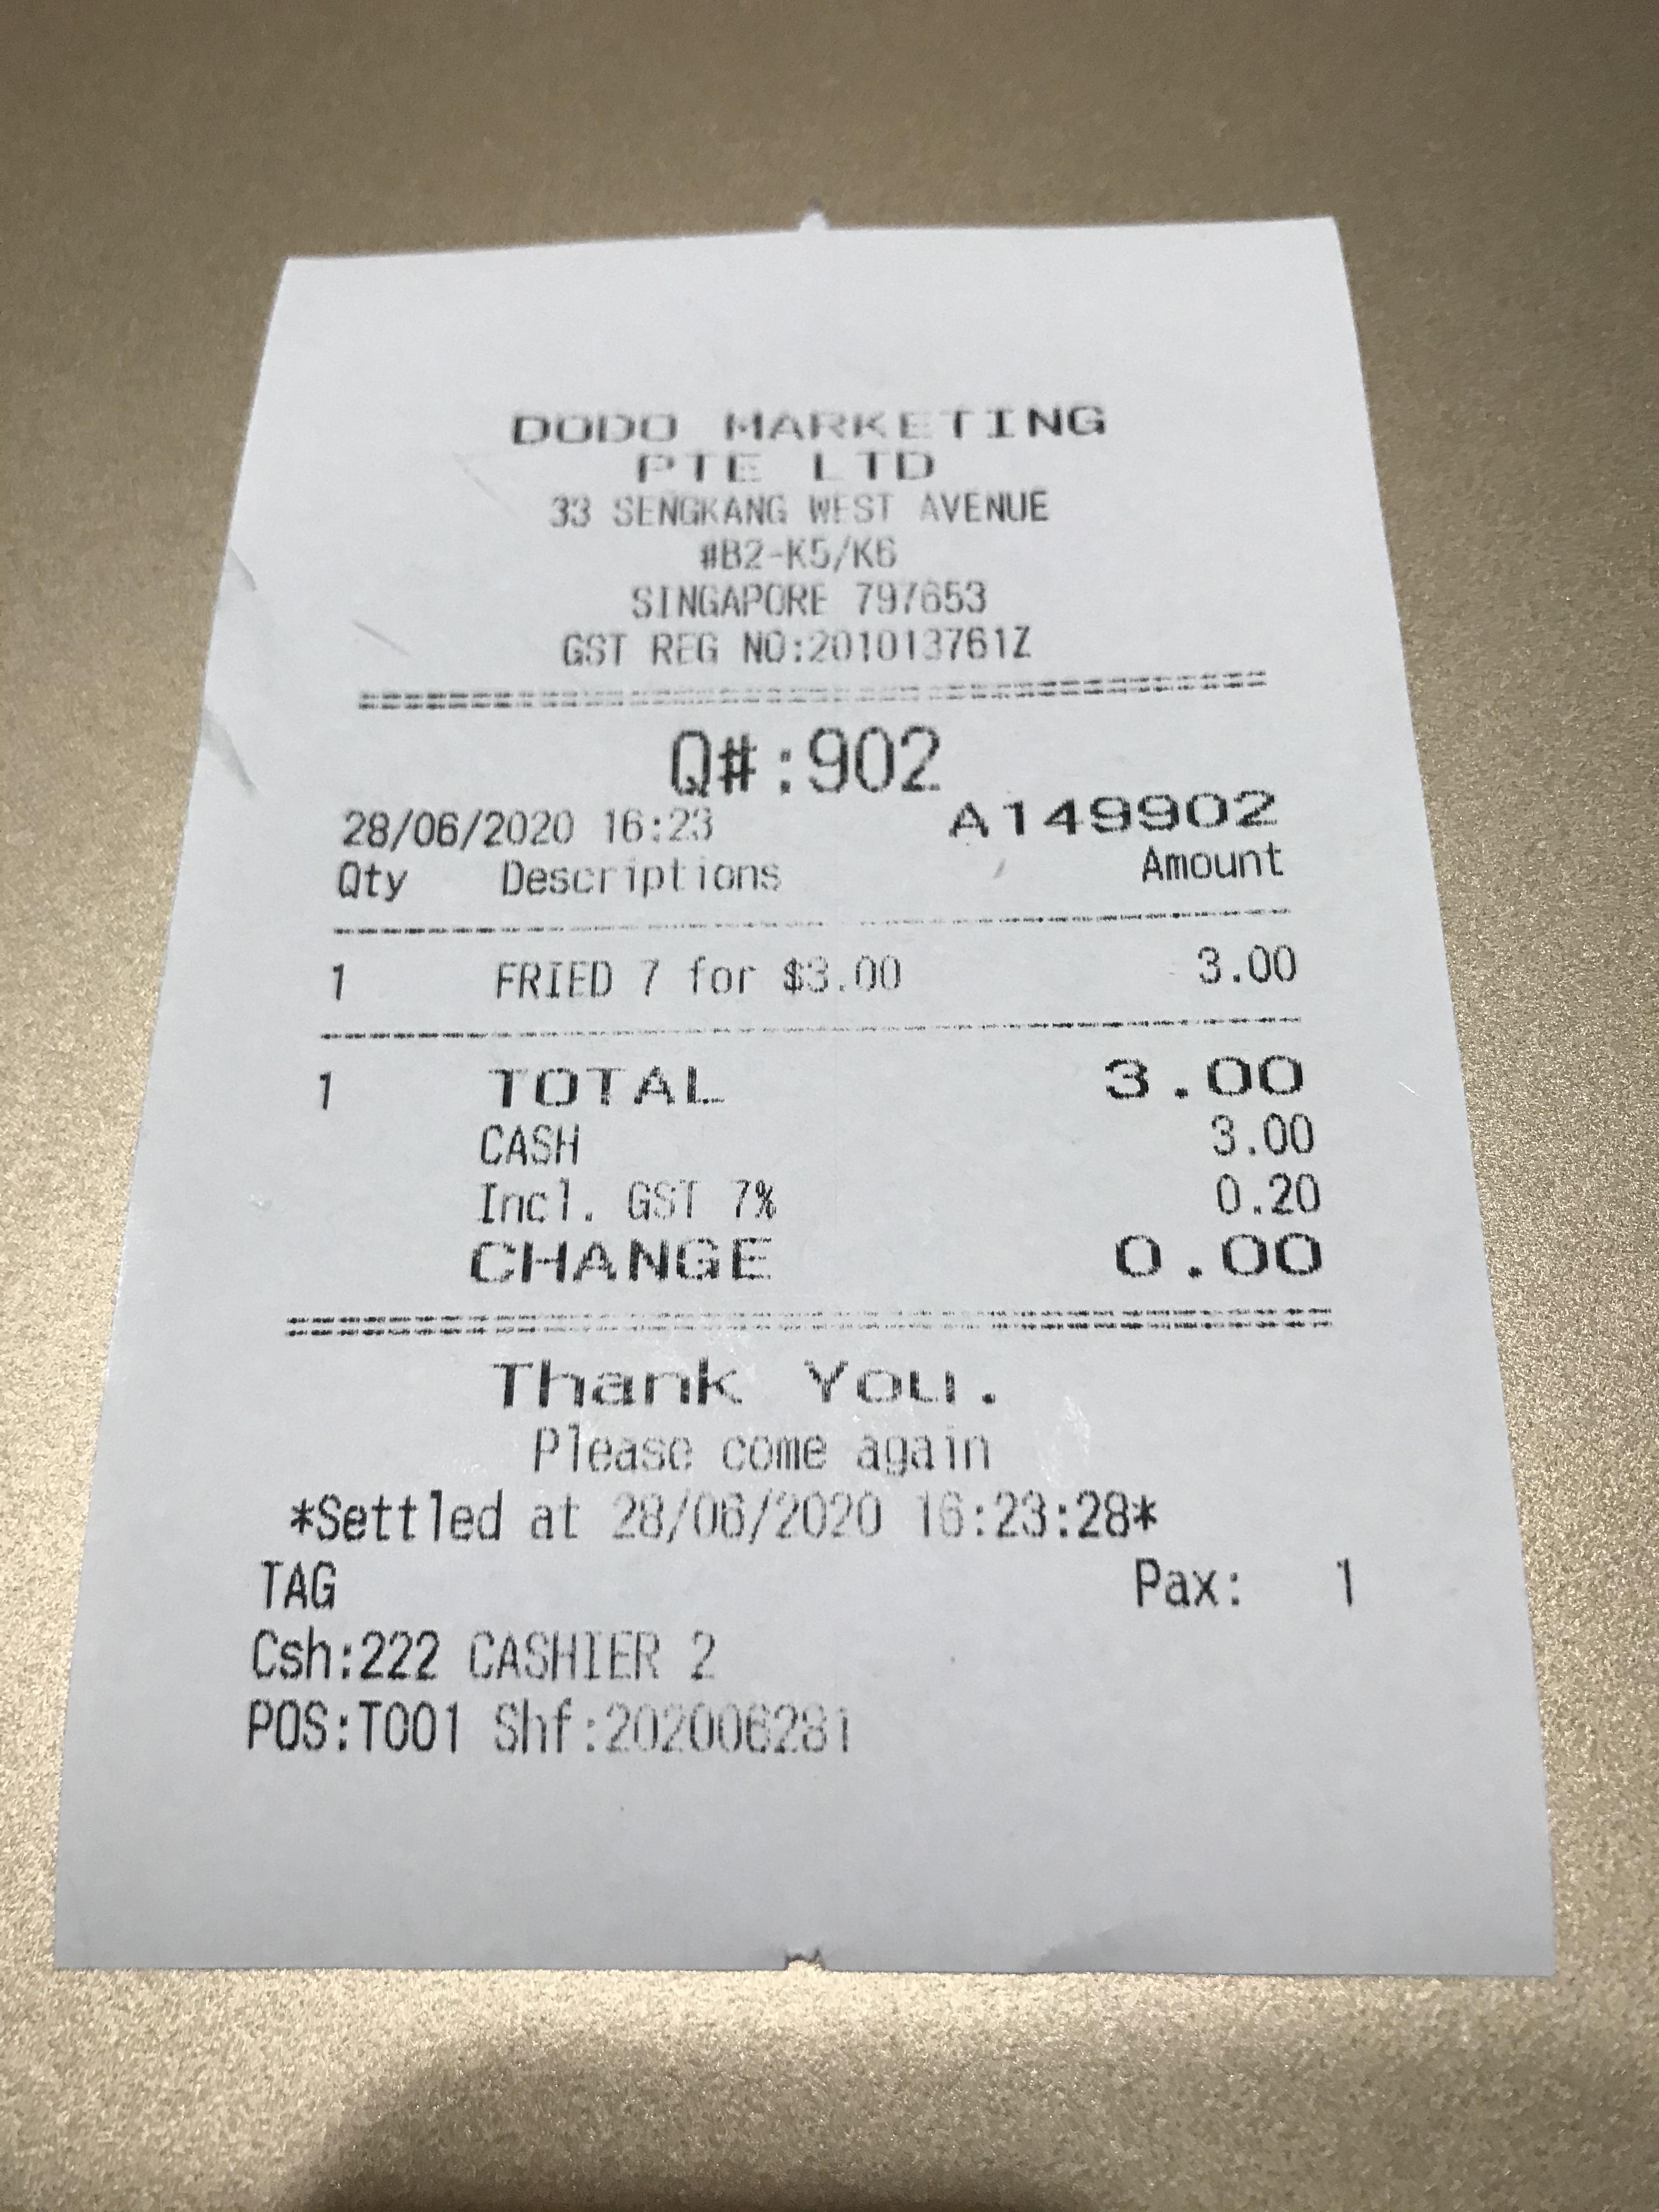 DODO MARKETING
PTE LTD
33 SENGKANG WEST AVENUE
#B2-K5/K6
SINGAPORE 797653
GST REG NO:201013761Z
Q#:902
28/06/2020 16:23 A149902
Qty Descriptions Amount
1 FRIED 7 for $3.00 3.00
1 TOTAL 3.00
CASH 3.00
Incl. GST 7% 0.20
CHANGE 0.00
Thank You.
Please come again
*Settled at 28/06/2020 16:23:28*
TAG Pax: 1
Csh:222 CASHIER 2
POS:T001 Shf:202006281